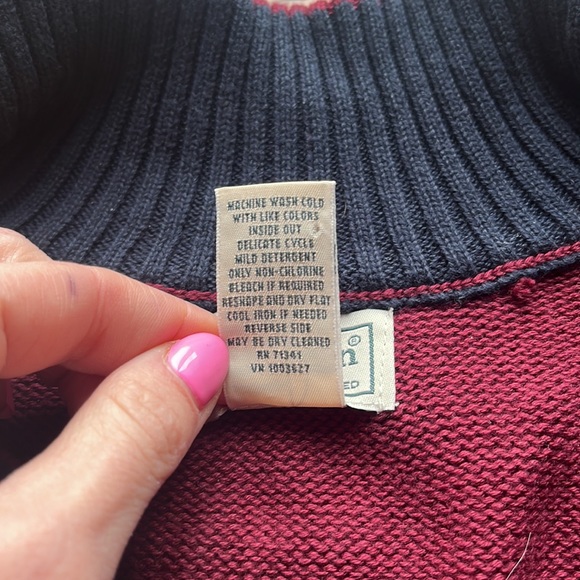 MACHINE WASH COLD
WITH LIKE COLORS
INSIDE OUT
DELICATE CYCLE
MILD DETERGENT
ONLY NON-CHLORINE
BLEACH IF REQUIRED
RESHAPE AND DRY FLAT
COOL IRON IF NEEDED
REVERSE SIDE
MAY BE DRY CLEANED
RN 71341
VN 1003627
®
ED